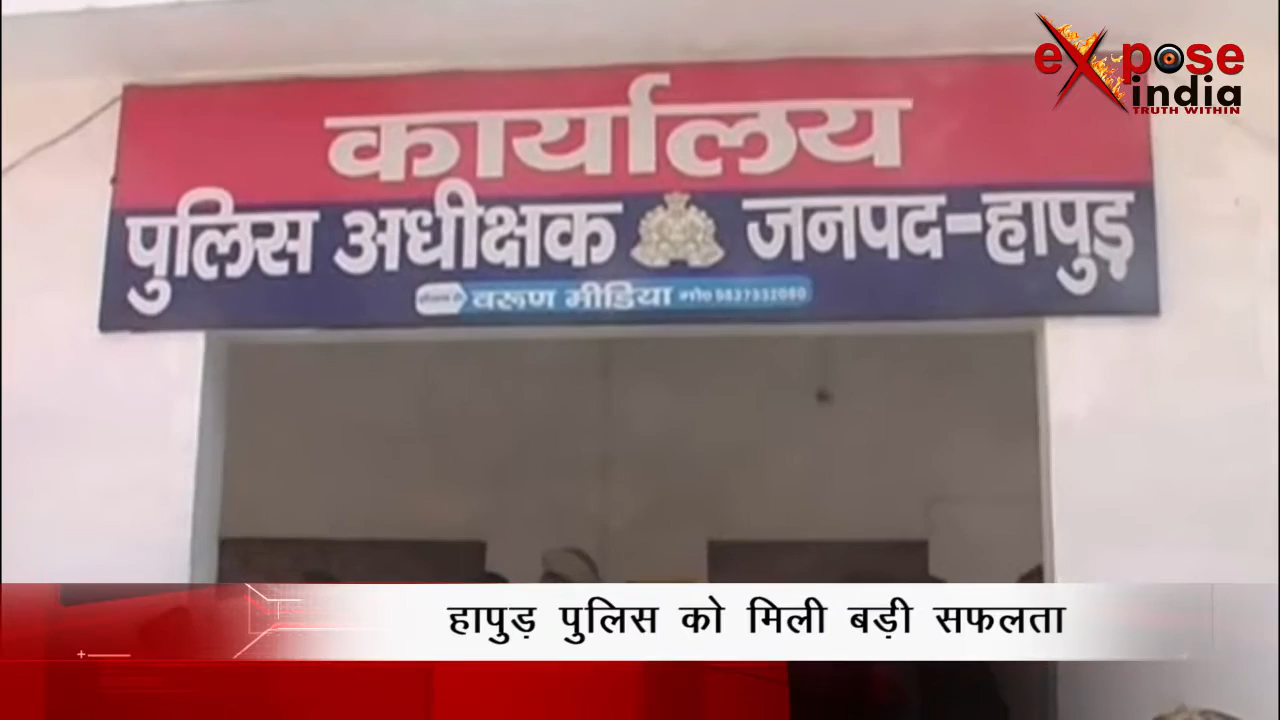 eXpose
india
TRUTH WITHIN
कार्यालय
पुलिस अधीक्षक जनपद-हापुड़
वरूण मीडिया
हापुड़ पुलिस को मिली बड़ी सफलता